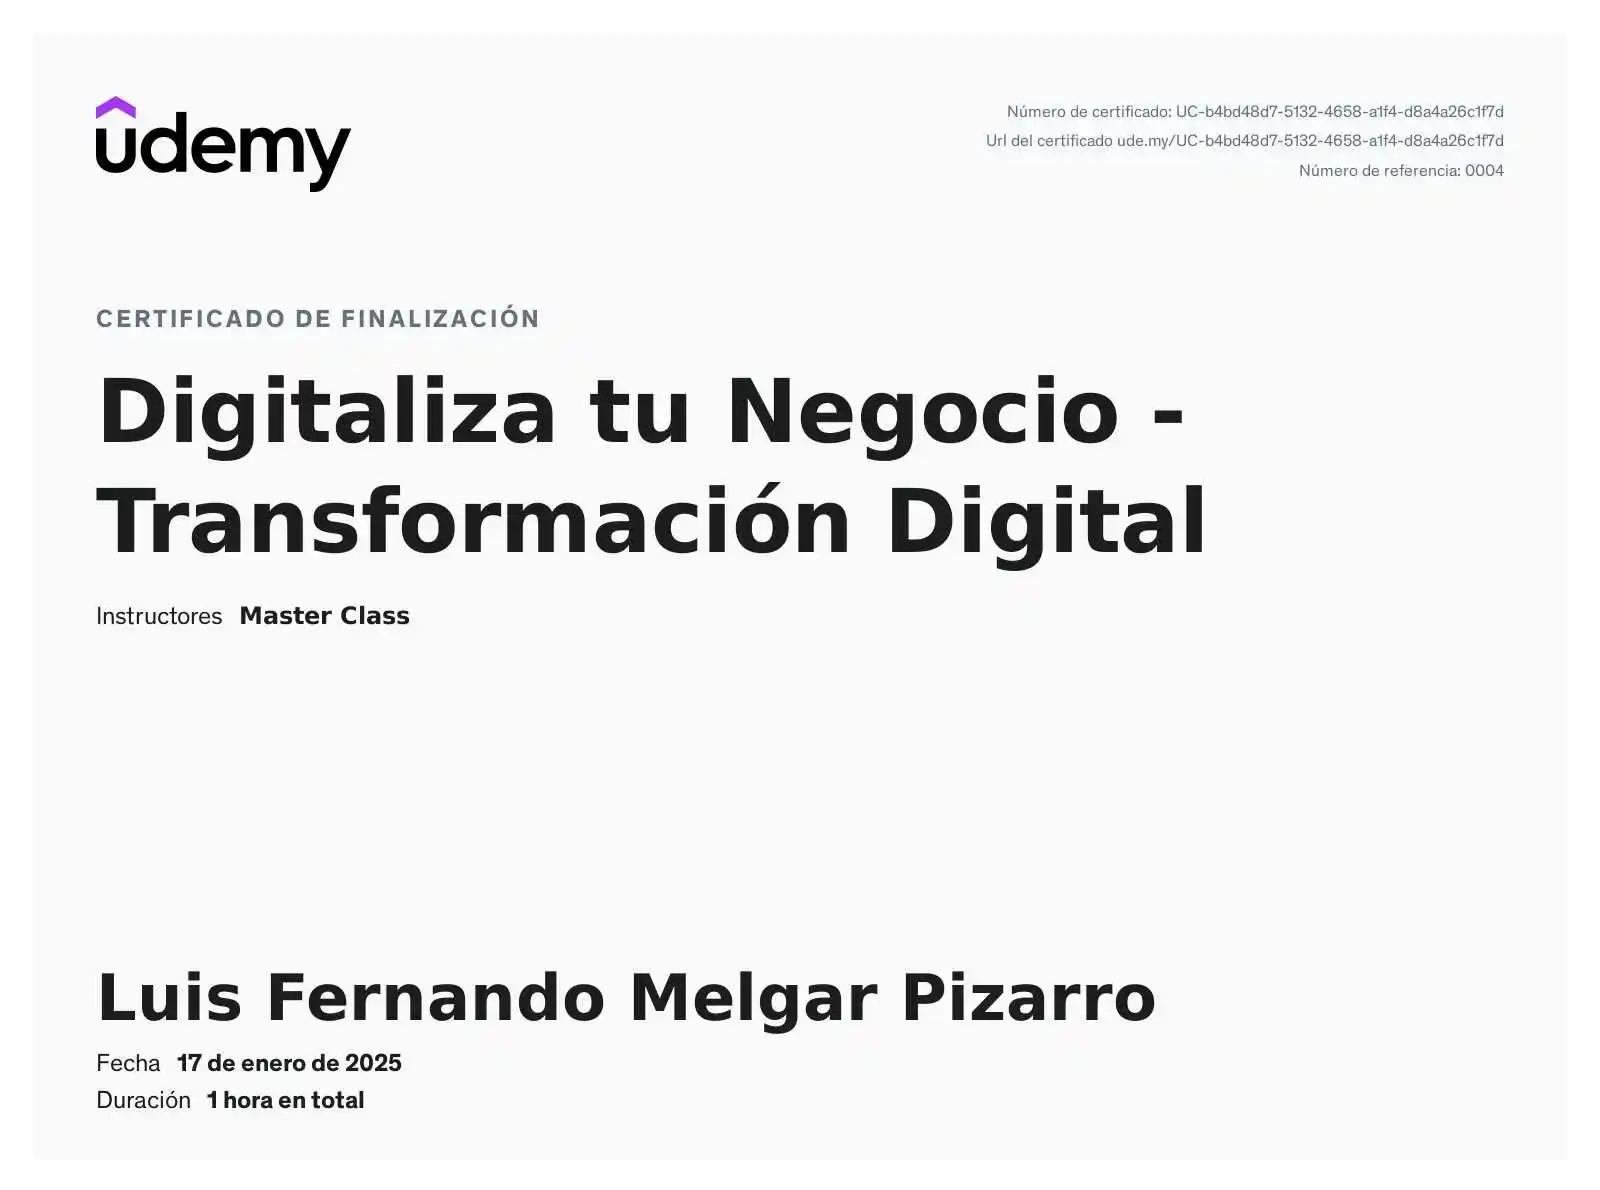 udemy
Número de certificado: UC-b4bd48d7-5132-4658-a1f4-d8a4a26c1f7d
Url del certificado ude.my/UC-b4bd48d7-5132-4658-a1f4-d8a4a26c1f7d
Número de referencia: 0004
CERTIFICADO DE FINALIZACIÓN
Digitaliza tu Negocio -
Transformación Digital
Instructores Master Class
Luis Fernando Melgar Pizarro
Fecha 17 de enero de 2025
Duración 1 hora en total